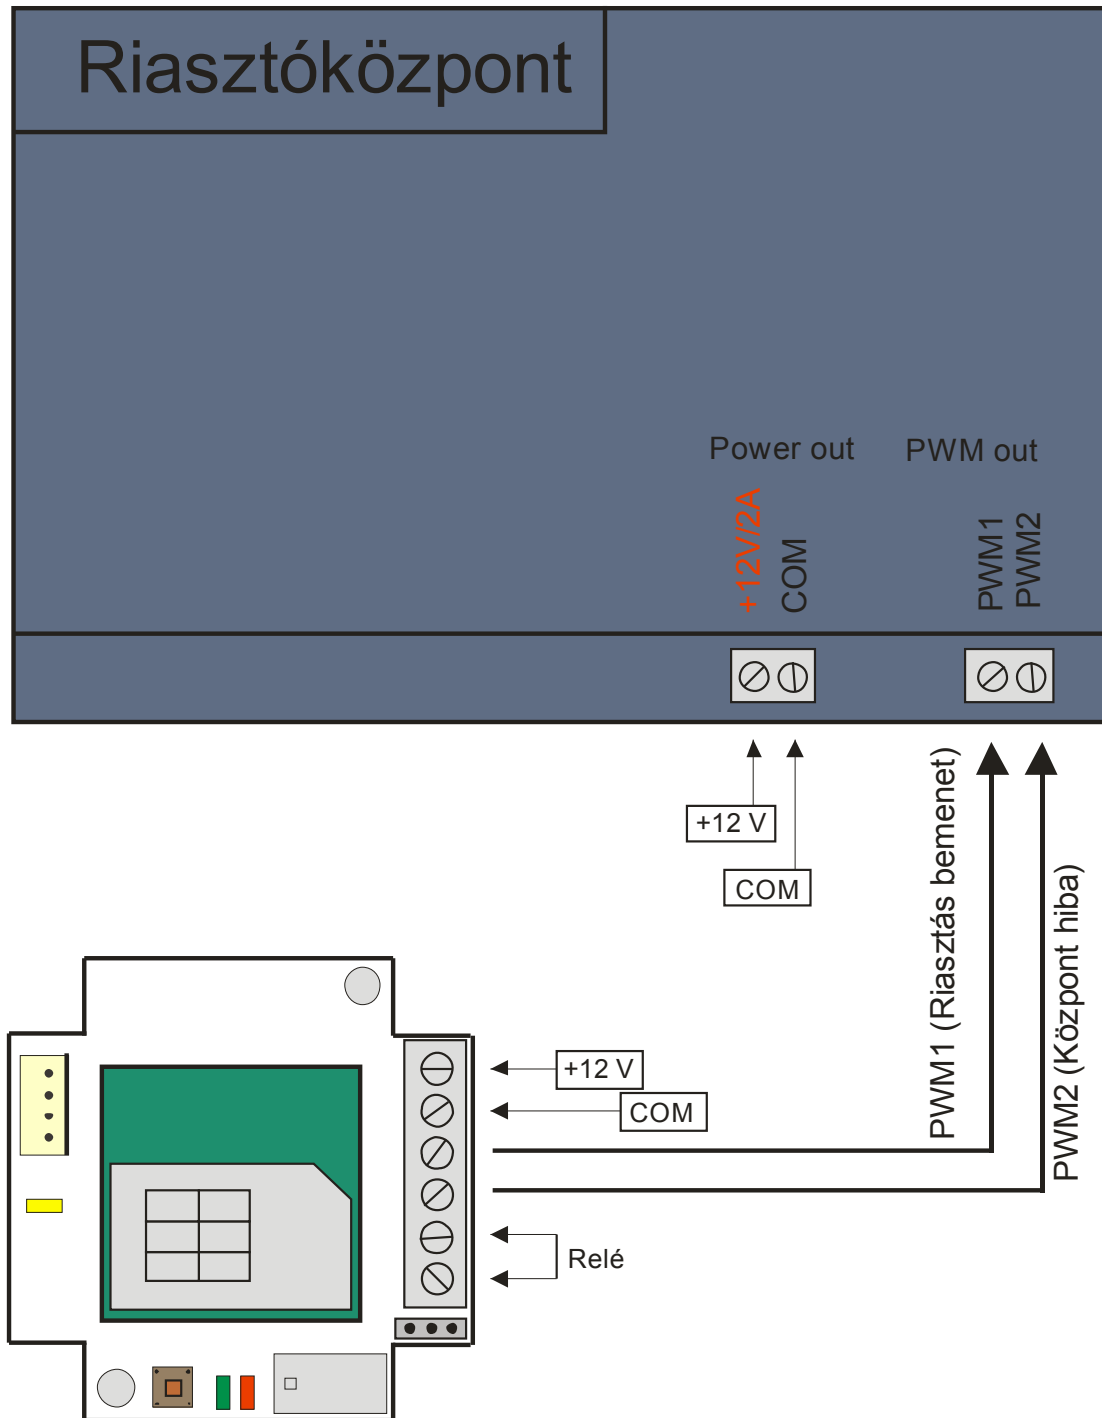 Riasztóközpont
Power out
PWM out
+12V/2A
COM
PWM1
PWM2
+12 V
COM
PWM1 (Riasztás bemenet)
PWM2 (Központ hiba)
+12 V
COM
Relé